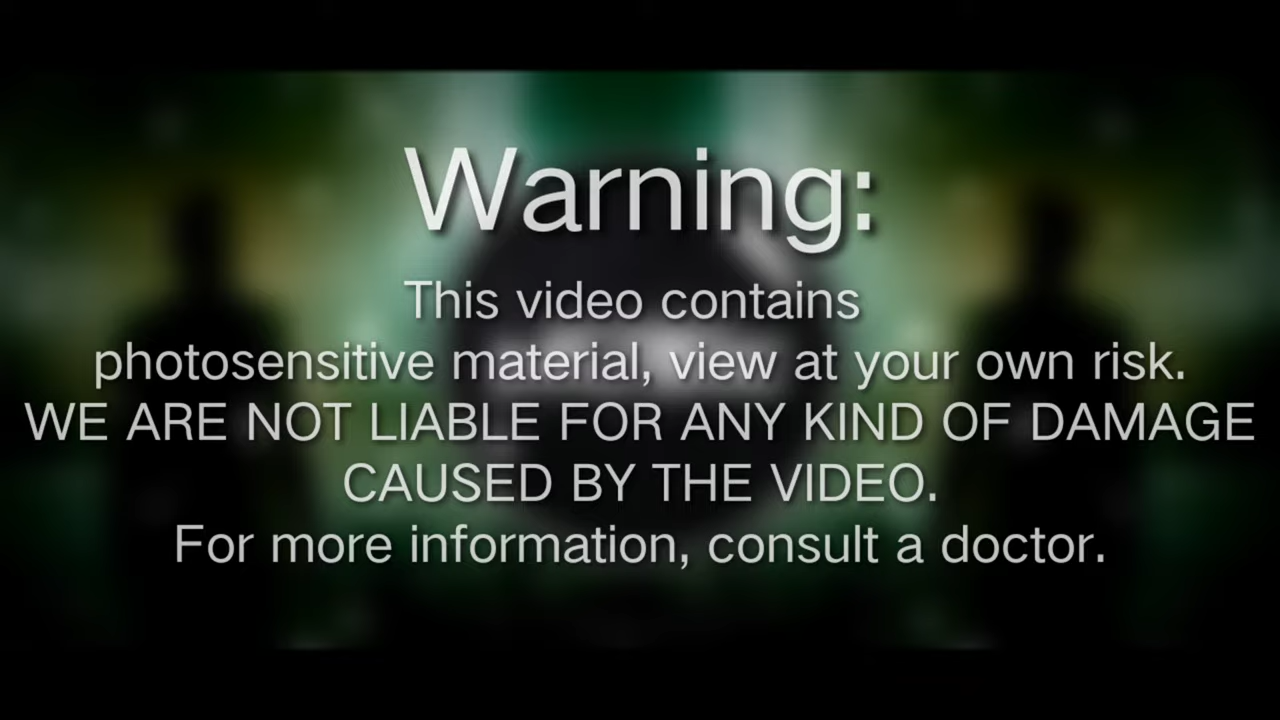 Warning:
This video contains
photosensitive material, view at your own risk.
WE ARE NOT LIABLE FOR ANY KIND OF DAMAGE
CAUSED BY THE VIDEO.
For more information, consult a doctor.